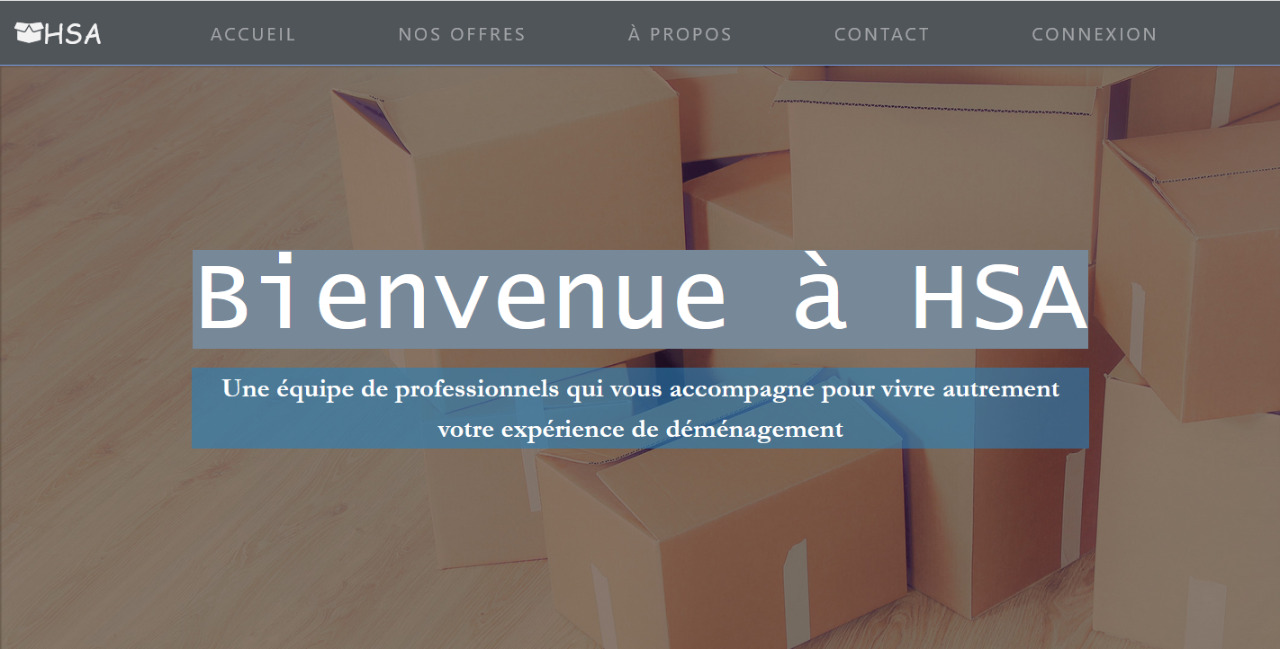 HSA ACCUEIL NOS OFFRES À PROPOS CONTACT CONNEXION
Bienvenue à HSA
Une équipe de professionnels qui vous accompagne pour vivre autrement
votre expérience de déménagement